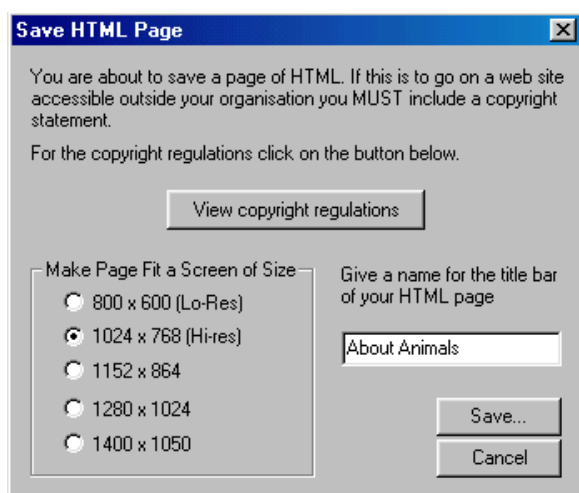 Save HTML Page
You are about to save a page of HTML. If this is to go on a web site
accessible outside your organisation you MUST include a copyright
statement.
For the copyright regulations click on the button below.
View copyright regulations
Make Page Fit a Screen of Size
800 x 600 (Lo-Res)
1024 x 768 (Hi-res)
1152 x 864
1280 x 1024
1400 x 1050
Give a name for the title bar
of your HTML page
About Animals
Save...
Cancel